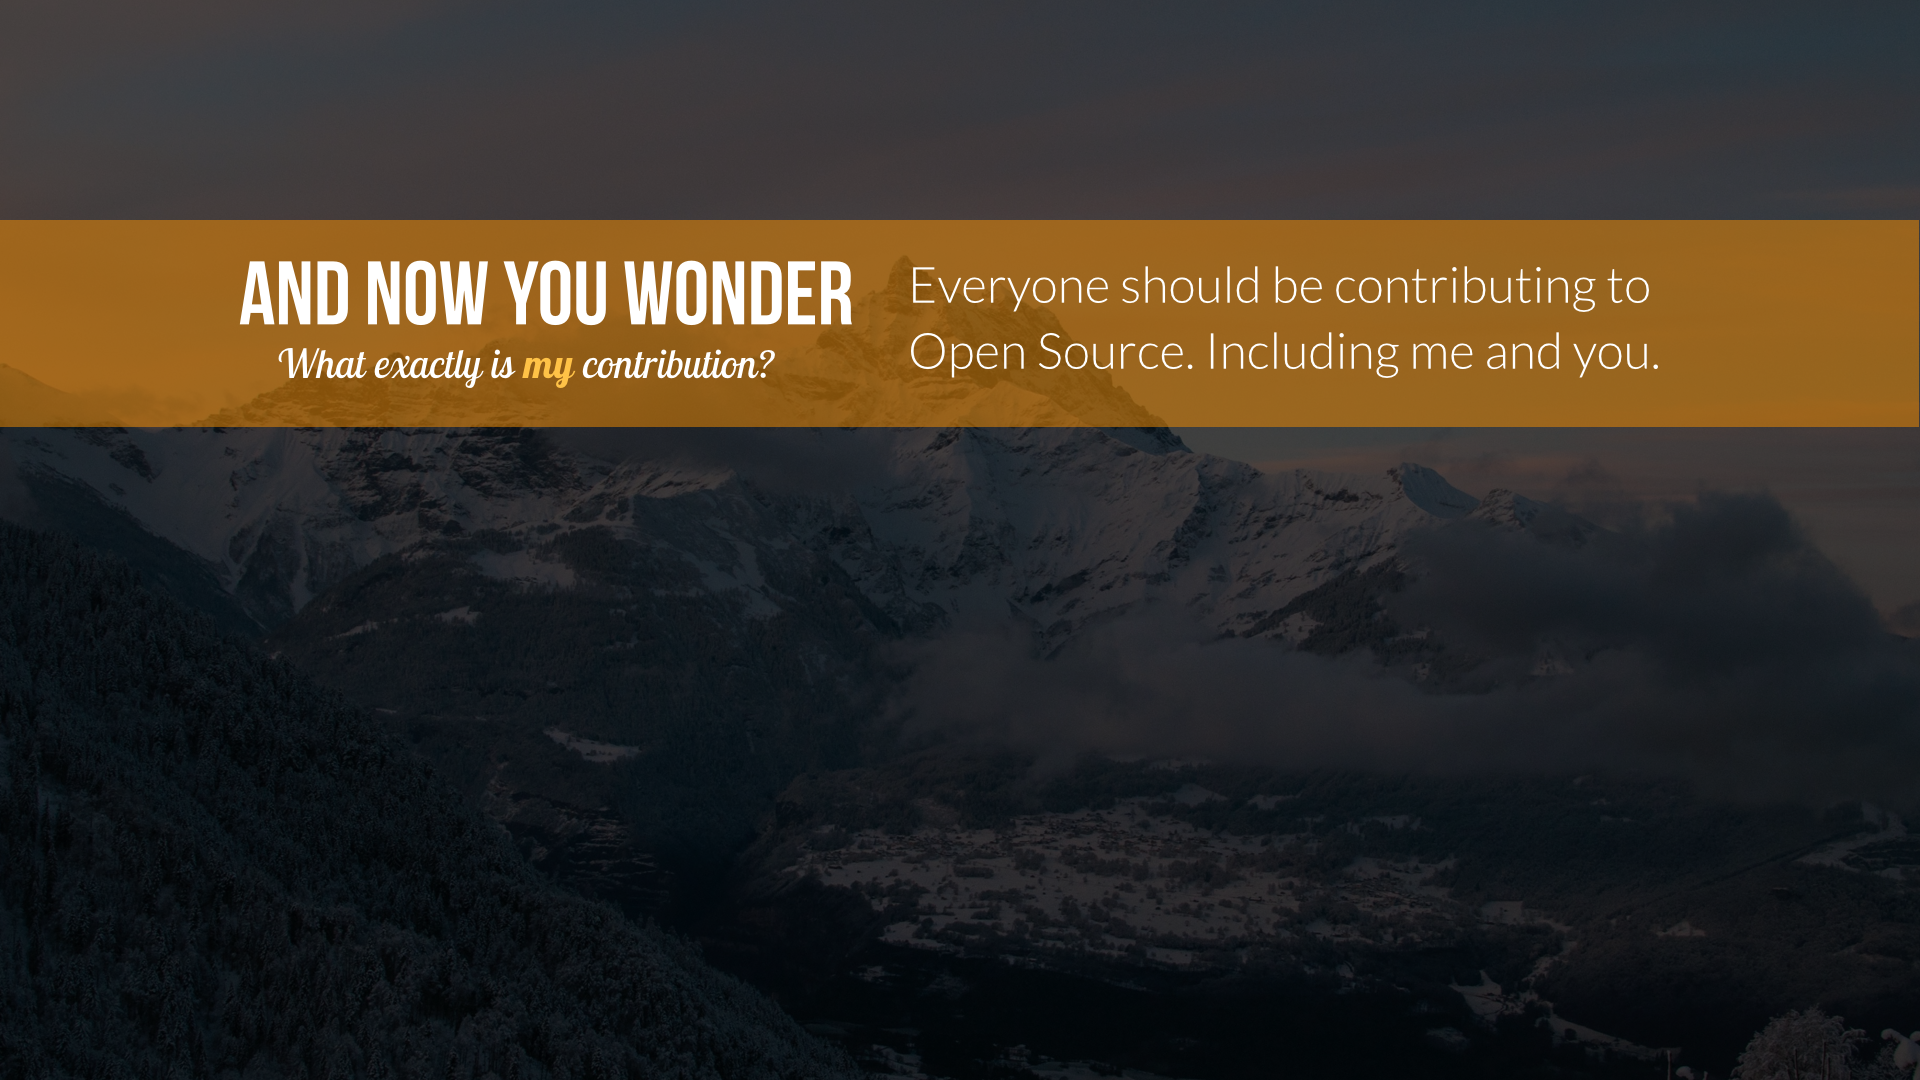 AND NOW YOU WONDER
What exactly is my contribution?
Everyone should be contributing to
Open Source. Including me and you.